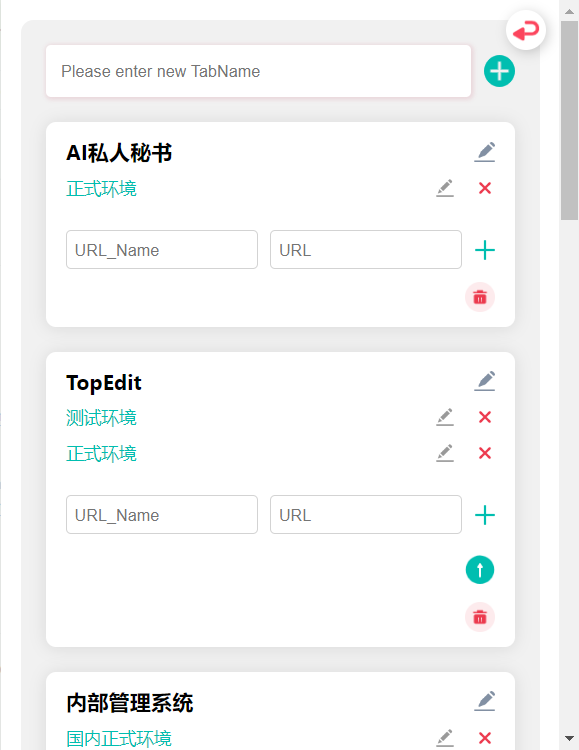 Please enter new TabName
AI私人秘书
正式环境
URL_Name URL
TopEdit
测试环境
正式环境
URL_Name URL
内部管理系统
国内正式环境